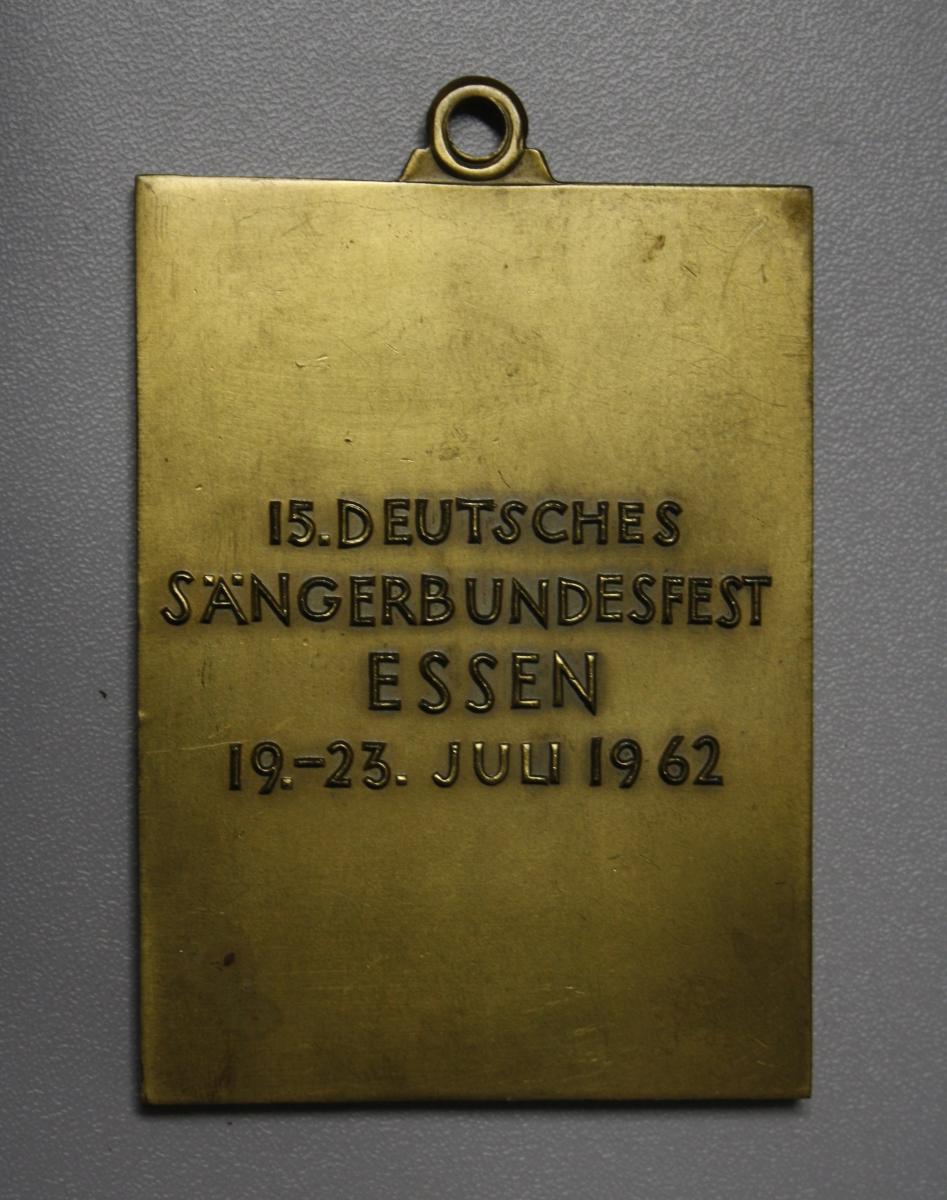 15. DEUTSCHES
SÄNGERBUNDESFEST
ESSEN
19.-23. JULI 1962